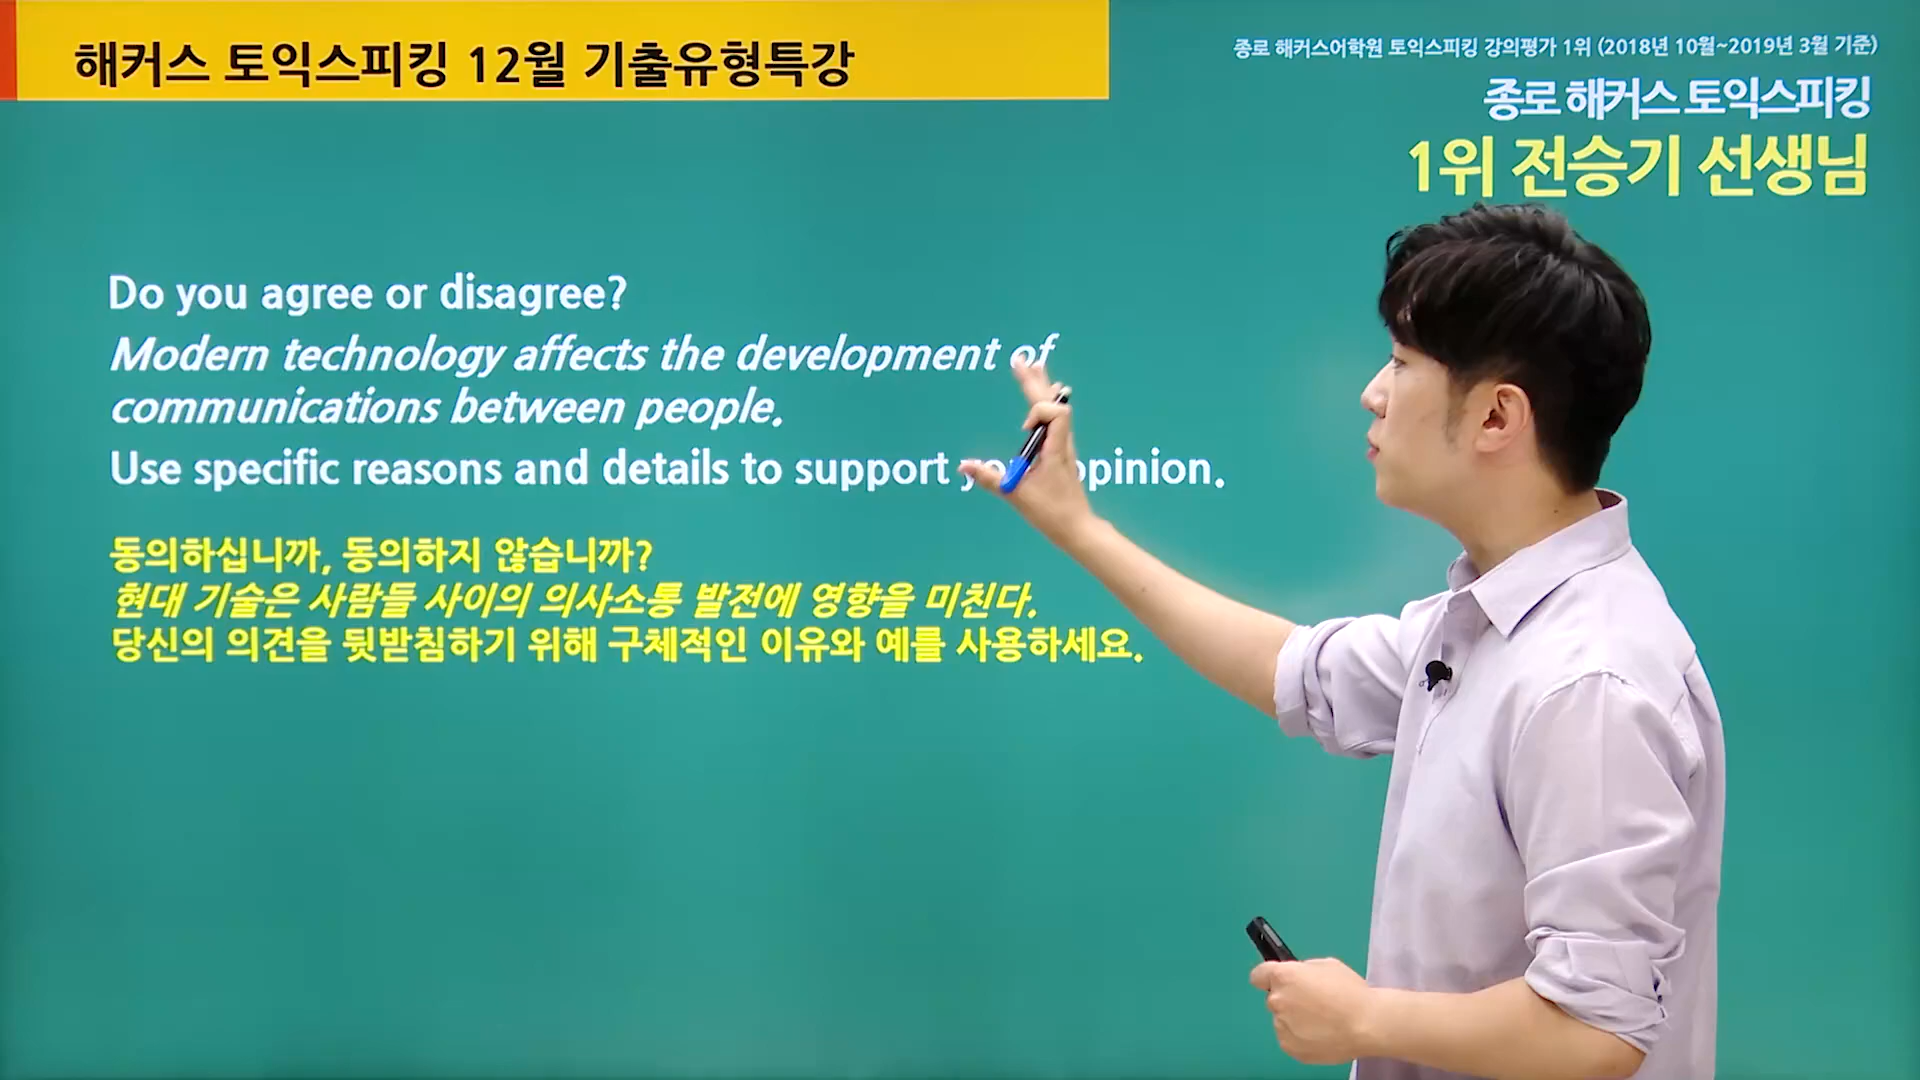 해커스 토익스피킹 12월 기출유형특강
종로 해커스어학원 토익스피킹 강의평가 1위 (2018년 10월~2019년 3월 기준)
종로 해커스 토익스피킹
1위 전승기 선생님
Do you agree or disagree?
Modern technology affects the development of
communications between people.
Use specific reasons and details to support opinion.
동의하십니까, 동의하지 않습니까?
현대 기술은 사람들 사이의 의사소통 발전에 영향을 미친다.
당신의 의견을 뒷받침하기 위해 구체적인 이유와 예를 사용하세요.